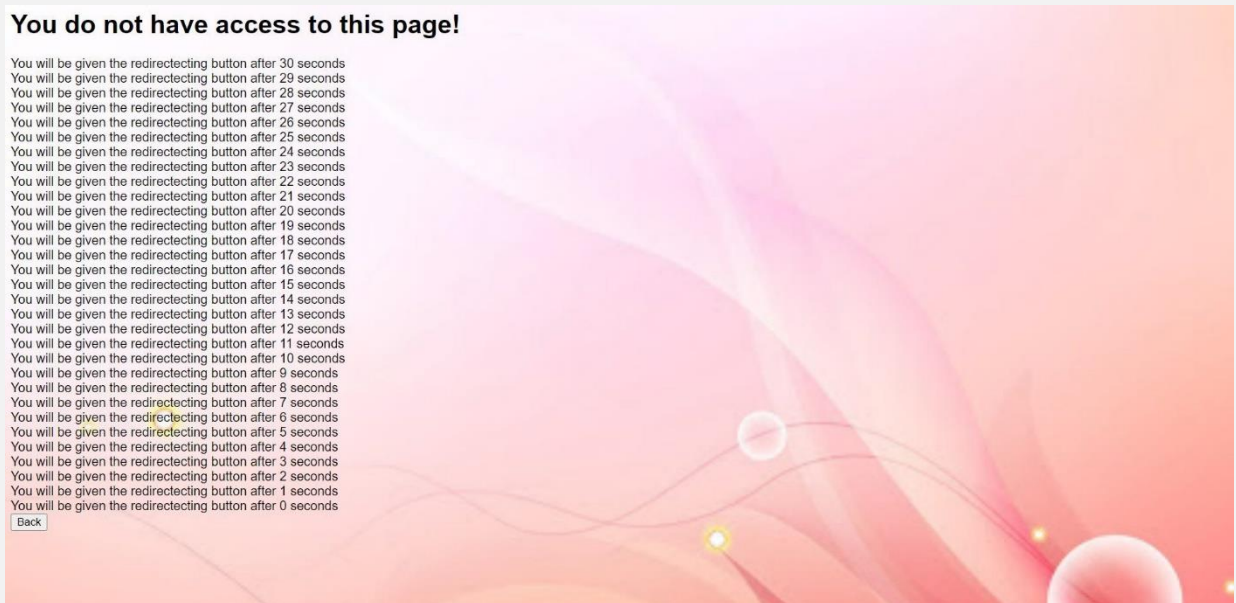 You do not have access to this page!
You will be given the redirectecting button after 30 seconds
You will be given the redirectecting button after 29 seconds
You will be given the redirectecting button after 28 seconds
You will be given the redirectecting button after 27 seconds
You will be given the redirectecting button after 26 seconds
You will be given the redirectecting button after 25 seconds
You will be given the redirectecting button after 24 seconds
You will be given the redirectecting button after 23 seconds
You will be given the redirectecting button after 22 seconds
You will be given the redirectecting button after 21 seconds
You will be given the redirectecting button after 20 seconds
You will be given the redirectecting button after 19 seconds
You will be given the redirectecting button after 18 seconds
You will be given the redirectecting button after 17 seconds
You will be given the redirectecting button after 16 seconds
You will be given the redirectecting button after 15 seconds
You will be given the redirectecting button after 14 seconds
You will be given the redirectecting button after 13 seconds
You will be given the redirectecting button after 12 seconds
You will be given the redirectecting button after 11 seconds
You will be given the redirectecting button after 10 seconds
You will be given the redirectecting button after 9 seconds
You will be given the redirectecting button after 8 seconds
You will be given the redirectecting button after 7 seconds
You will be given the redirectecting button after 6 seconds
You will be given the redirectecting button after 5 seconds
You will be given the redirectecting button after 4 seconds
You will be given the redirectecting button after 3 seconds
You will be given the redirectecting button after 2 seconds
You will be given the redirectecting button after 1 seconds
You will be given the redirectecting button after 0 seconds
Back